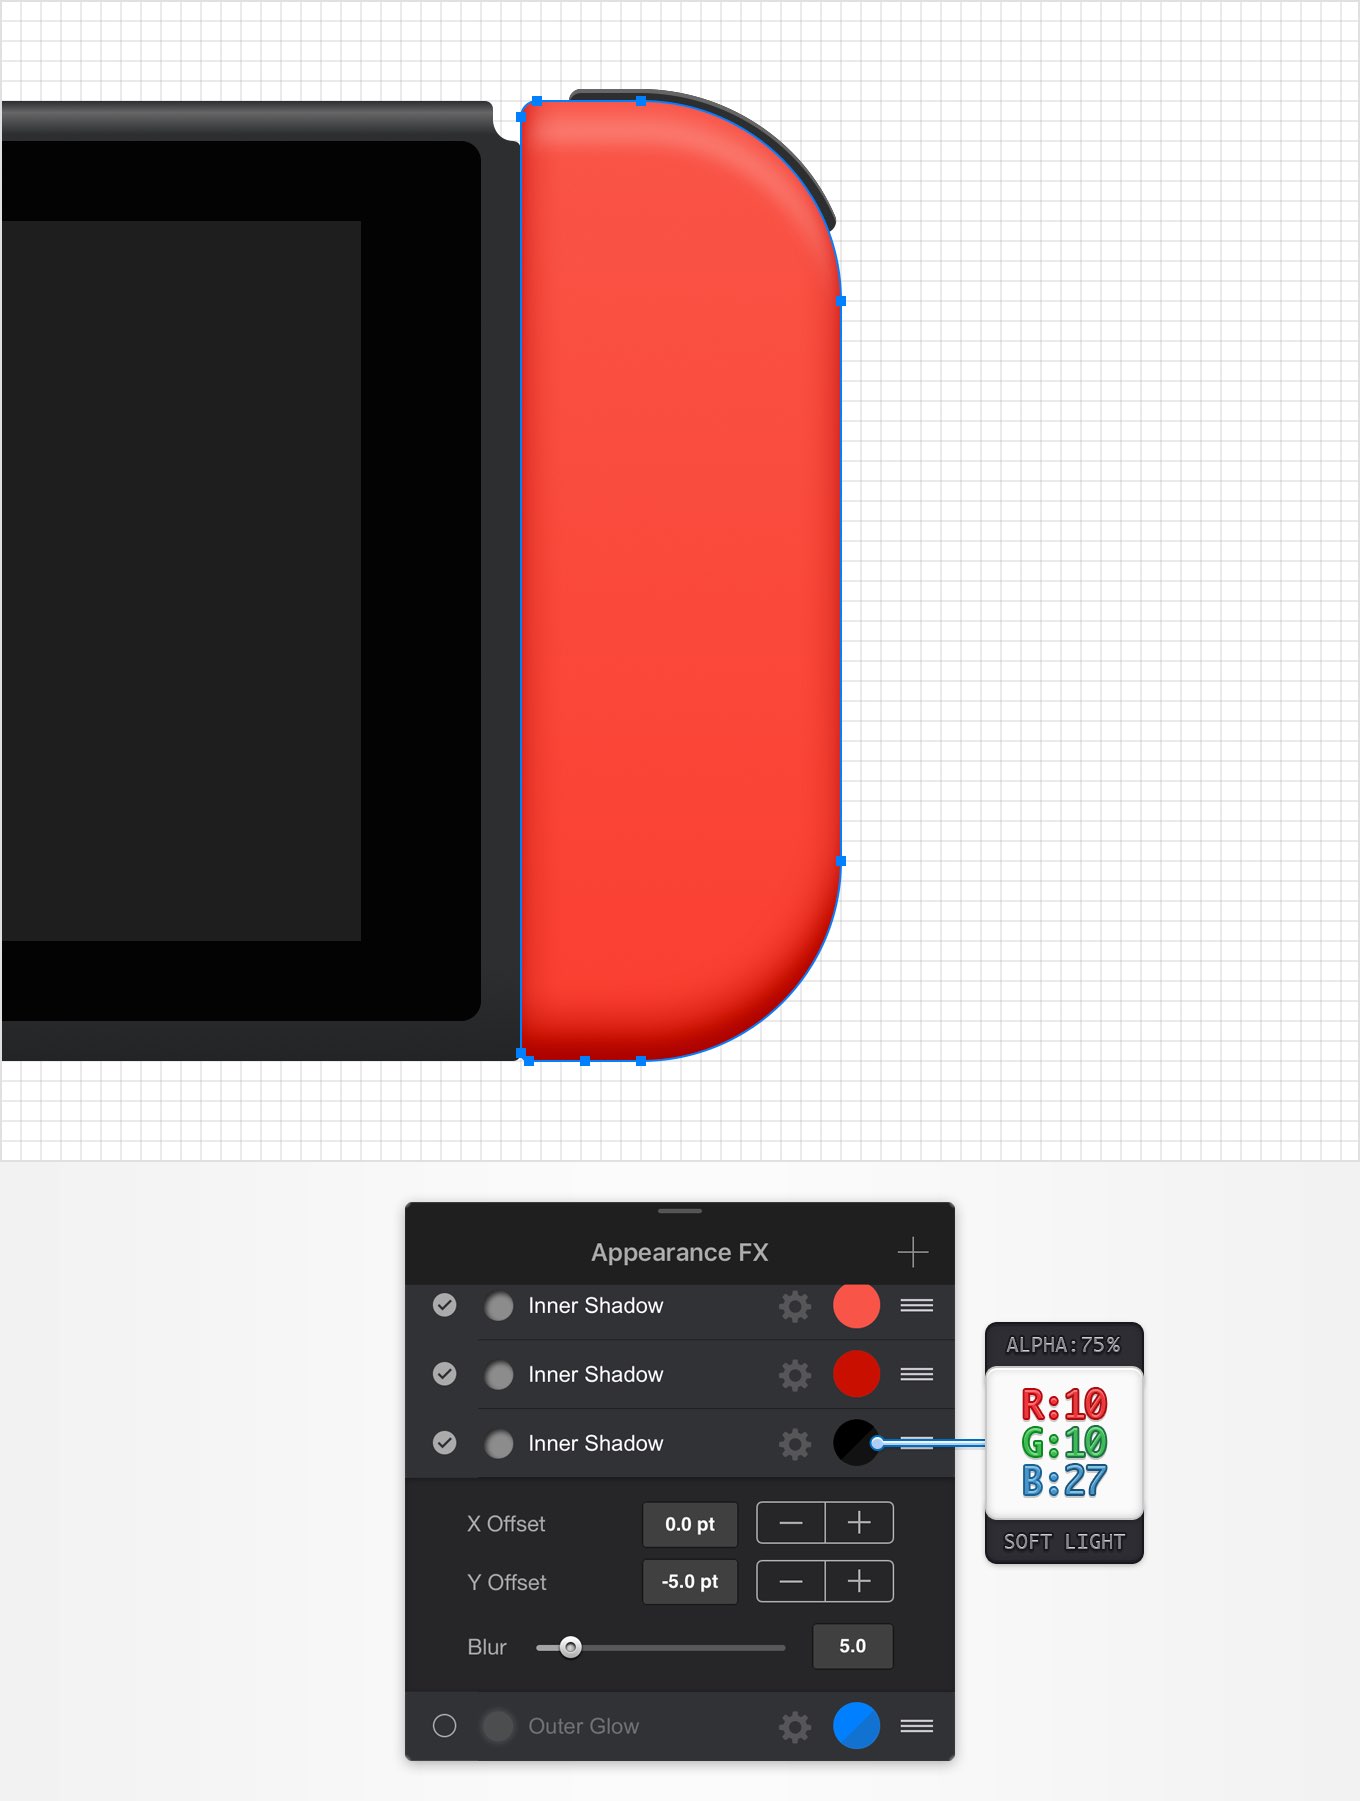 Appearance FX
Inner Shadow
Inner Shadow
Inner Shadow
X Offset 0.0 pt
Y Offset -5.0 pt
Blur 5.0
Outer Glow
ALPHA:75%
R:10
G:10
B:27
SOFT LIGHT